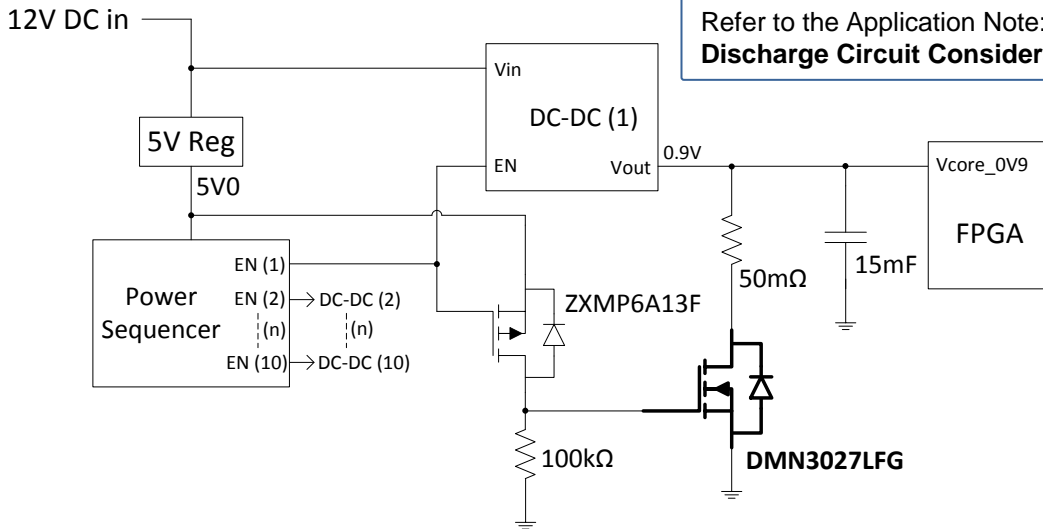 12V DC in
Refer to the Application Note:
Discharge Circuit Consider
Vin
DC-DC (1)
5V Reg
EN
Vout
0.9V
Vcore_0V9
5V0
FPGA
EN (1)
50mΩ
15mF
Power
Sequencer
EN (2)
DC-DC (2)
ZXMP6A13F
(n)
(n)
EN (10)
DC-DC (10)
100kΩ
DMN3027LFG